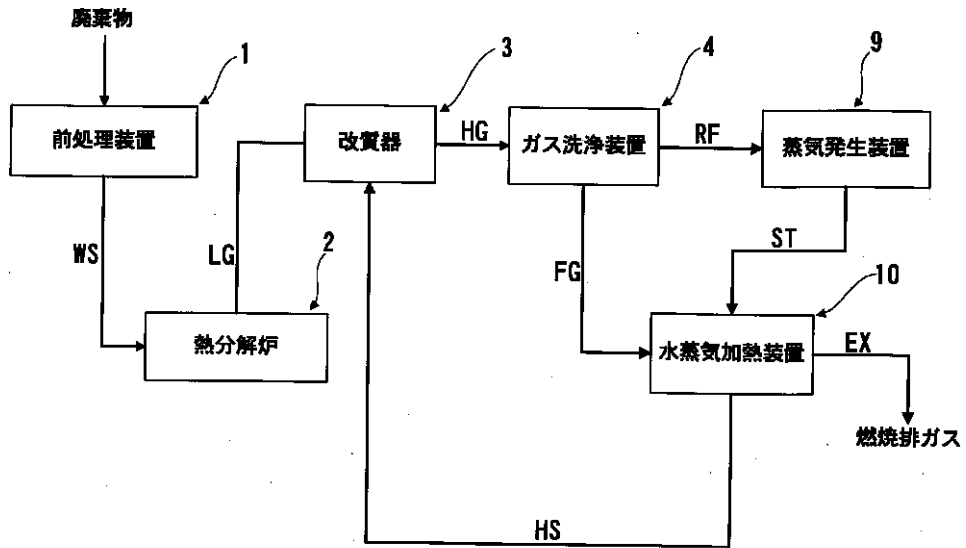 廃棄物
1
前処理装置
3
改質器
HG
4
ガス洗浄装置
RF
9
蒸気発生装置
WS
LG
2
熱分解炉
FG
ST
10
水蒸気加熱装置
EX
燃焼排ガス
HS